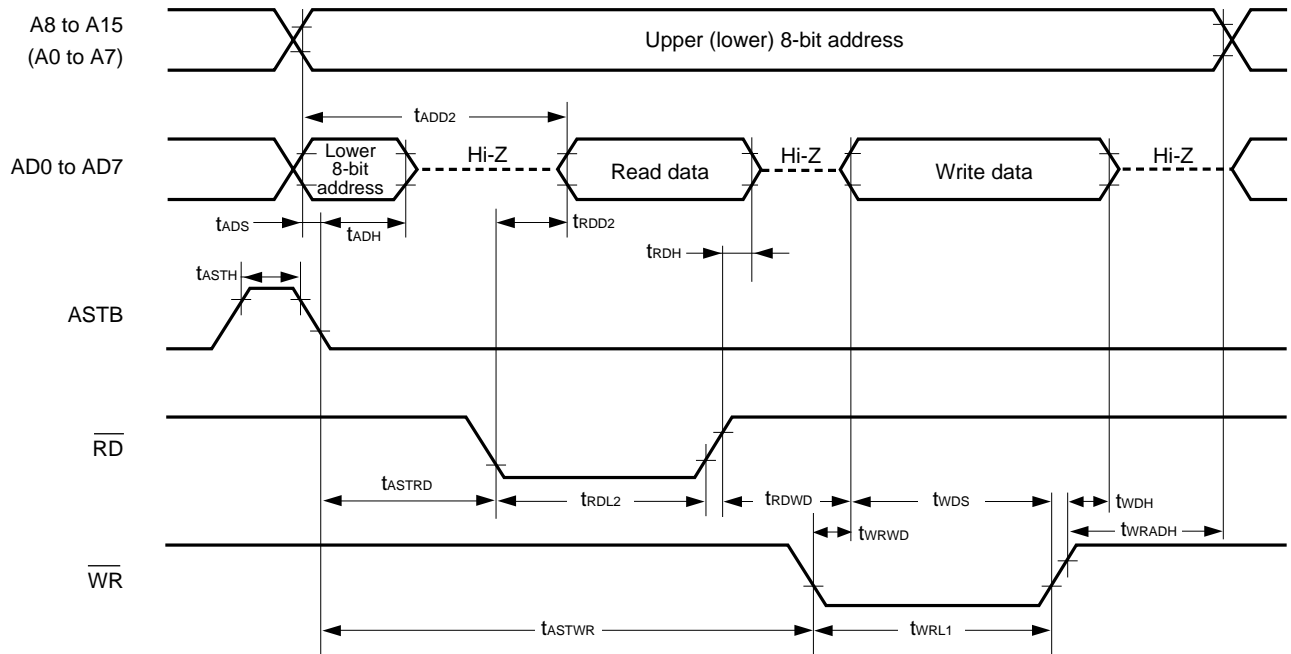 A8 to A15
(A0 to A7)
Upper (lower) 8-bit address
tADD2
AD0 to AD7
Lower
8-bit
address
Hi-Z
Read data
Hi-Z
Write data
Hi-Z
tADS
tADH
tRDD2
tRDH
tASTH
ASTB
RD
tASTRD
tRDL2
tRDWD
tWDS
tWDH
tWRWD
tWRADH
WR
tASTWR
tWRL1